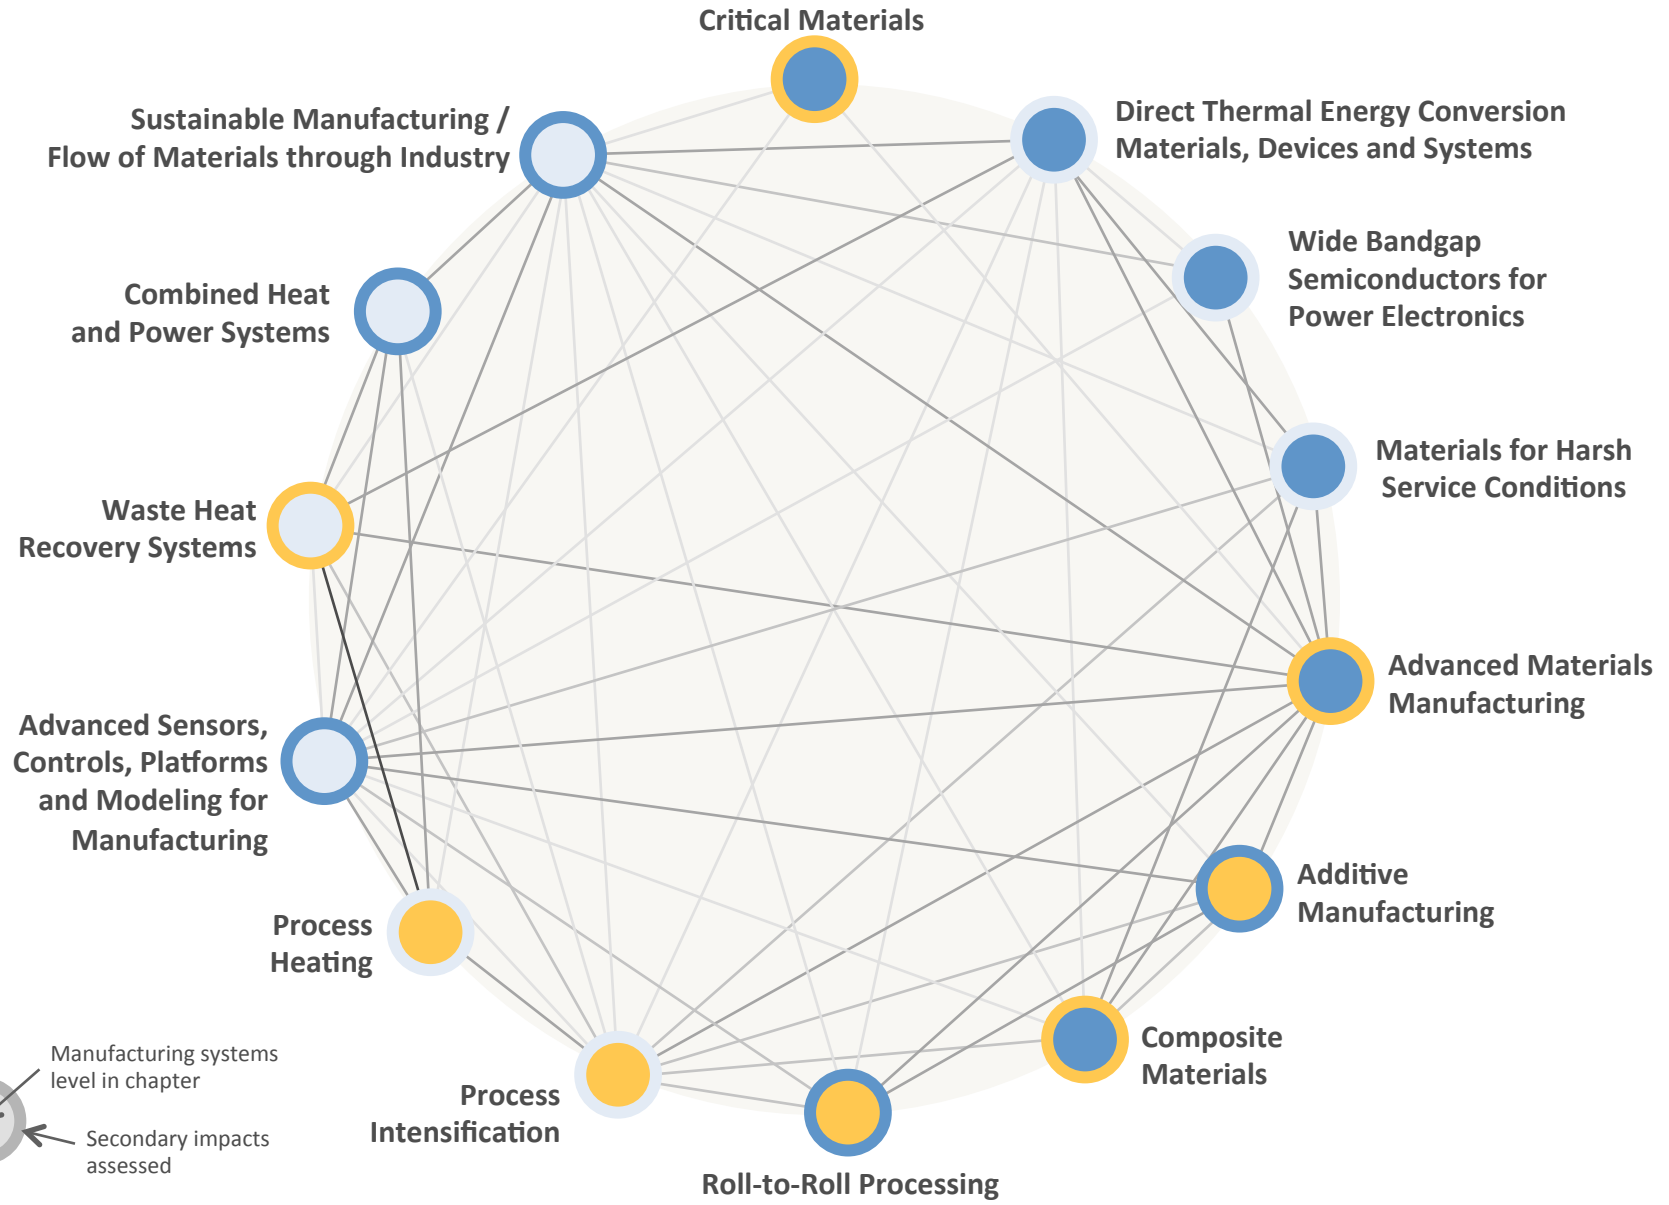 Critical Materials
Sustainable Manufacturing /
Flow of Materials through Industry
Direct Thermal Energy Conversion
Materials, Devices and Systems
Wide Bandgap
Semiconductors for
Power Electronics
Combined Heat
and Power Systems
Materials for Harsh
Service Conditions
Waste Heat
Recovery Systems
Advanced Materials
Manufacturing
Advanced Sensors,
Controls, Platforms
and Modeling for
Manufacturing
Additive
Manufacturing
Process
Heating
Composite
Materials
Process
Intensification
Roll-to-Roll Processing
Manufacturing systems
level in chapter
Secondary impacts
assessed